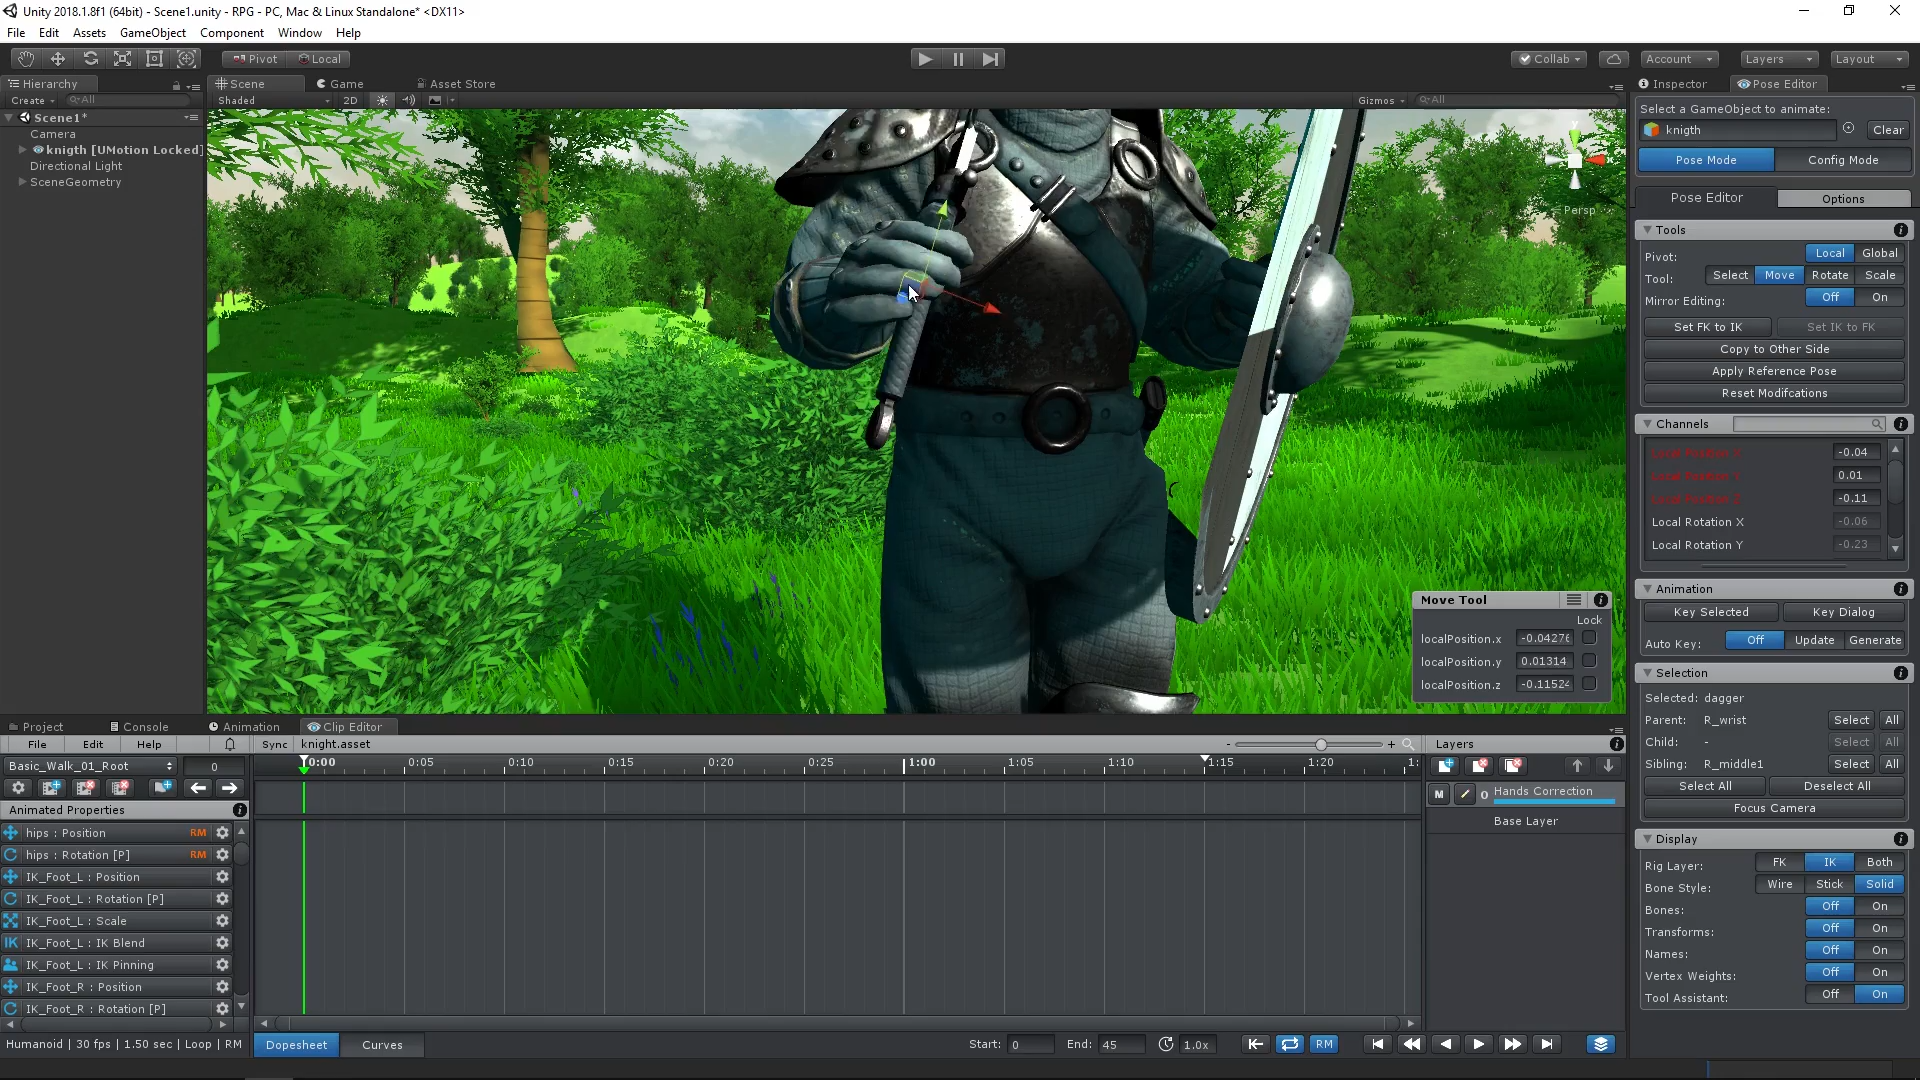 Unity 2018.1.8f1 (64bit) - Scene1.unity - RPG - PC, Mac & Linux Standalone* <DX11>
File Edit Assets GameObject Component Window Help
Pivot Local
Collab Account Layers Layout
Hierarchy
Scene Game Asset Store
Inspector Pose Editor
Create All
Shaded 2D
Gizmos All
Scene1*
Camera
knigth [UMotion Locked]
Directional Light
SceneGeometry
Persp
Select a GameObject to animate:
knigth Clear
Pose Mode Config Mode
Pose Editor Options
Tools
Pivot: Local Global
Tool: Select Move Rotate Scale
Mirror Editing: Off On
Set FK to IK Set IK to FK
Copy to Other Side
Apply Reference Pose
Reset Modifcations
Channels
Local Position X -0.04
Local Position Y 0.01
Local Position Z -0.11
Local Rotation X -0.06
Local Rotation Y -0.23
Animation
Key Selected Key Dialog
Auto Key: Off Update Generate
Selection
Selected: dagger
Parent: R_wrist Select All
Child: - Select All
Sibling: R_middle1 Select All
Select All Deselect All
Focus Camera
Display
Rig Layer: FK IK Both
Bone Style: Wire Stick Solid
Bones: Off On
Transforms: Off On
Names: Off On
Vertex Weights: Off On
Tool Assistant: Off On
Move Tool
Lock
localPosition.x -0.04276
localPosition.y 0.01314
localPosition.z -0.11524
Project Console Animation Clip Editor
File Edit Help Sync knight.asset - +
Layers
Basic_Walk_01_Root 0
0:00 0:05 0:10 0:15 0:20 0:25 1:00 1:05 1:10 1:15 1:20 1:
M 0 Hands Correction
Base Layer
Animated Properties
hips : Position RM
hips : Rotation [P] RM
IK_Foot_L : Position
IK_Foot_L : Rotation [P]
IK_Foot_L : Scale
IK IK_Foot_L : IK Blend
IK_Foot_L : IK Pinning
IK_Foot_R : Position
IK_Foot_R : Rotation [P]
Humanoid | 30 fps | 1.50 sec | Loop | RM
Dopesheet Curves
Start: 0 End: 45 1.0x RM